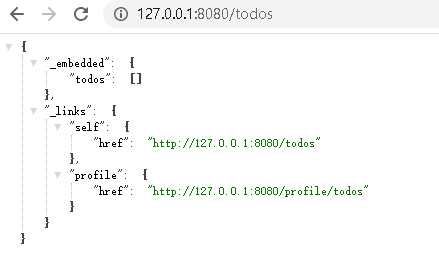 127.0.0.1:8080/todos
{
"_embedded": {
"todos": []
},
"_links": {
"self": {
"href": "http://127.0.0.1:8080/todos"
},
"profile": {
"href": "http://127.0.0.1:8080/profile/todos"
}
}
}